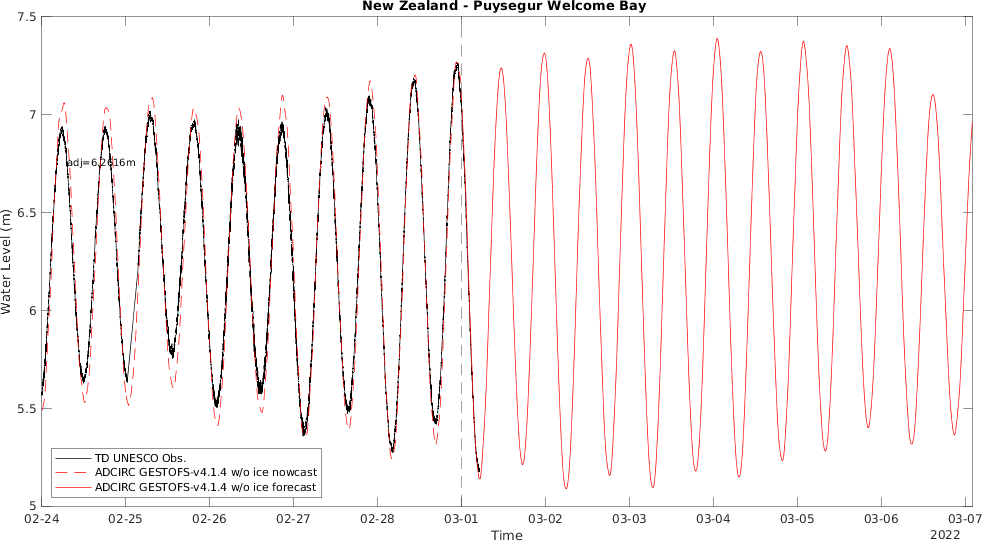 New Zealand - Puysegur Welcome Bay
7.5
7
6.5
6
5.5
5
Water Level (m)
adj=6.2616m
TD UNESCO Obs.
ADCIRC GESTOFS-v4.1.4 w/o ice nowcast
ADCIRC GESTOFS-v4.1.4 w/o ice forecast
02-24 02-25 02-26 02-27 02-28 03-01 03-02 03-03 03-04 03-05 03-06 03-07
Time
2022